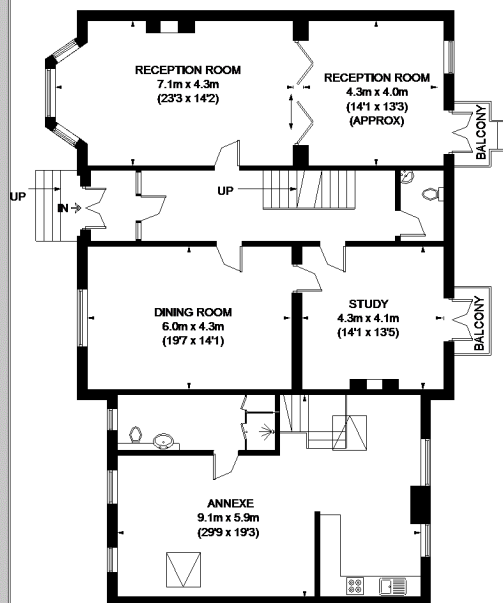 RECEPTION ROOM
7.1m x 4.3m
(23'3 x 14'2)
RECEPTION ROOM
4.3m x 4.0m
(14'1 x 13'3)
(APPROX)
BALCONY
UP
IN
UP
DINING ROOM
6.0m x 4.3m
(19'7 x 14'1)
STUDY
4.3m x 4.1m
(14'1 x 13'5)
BALCONY
ANNEXE
9.1m x 5.9m
(29'9 x 19'3)